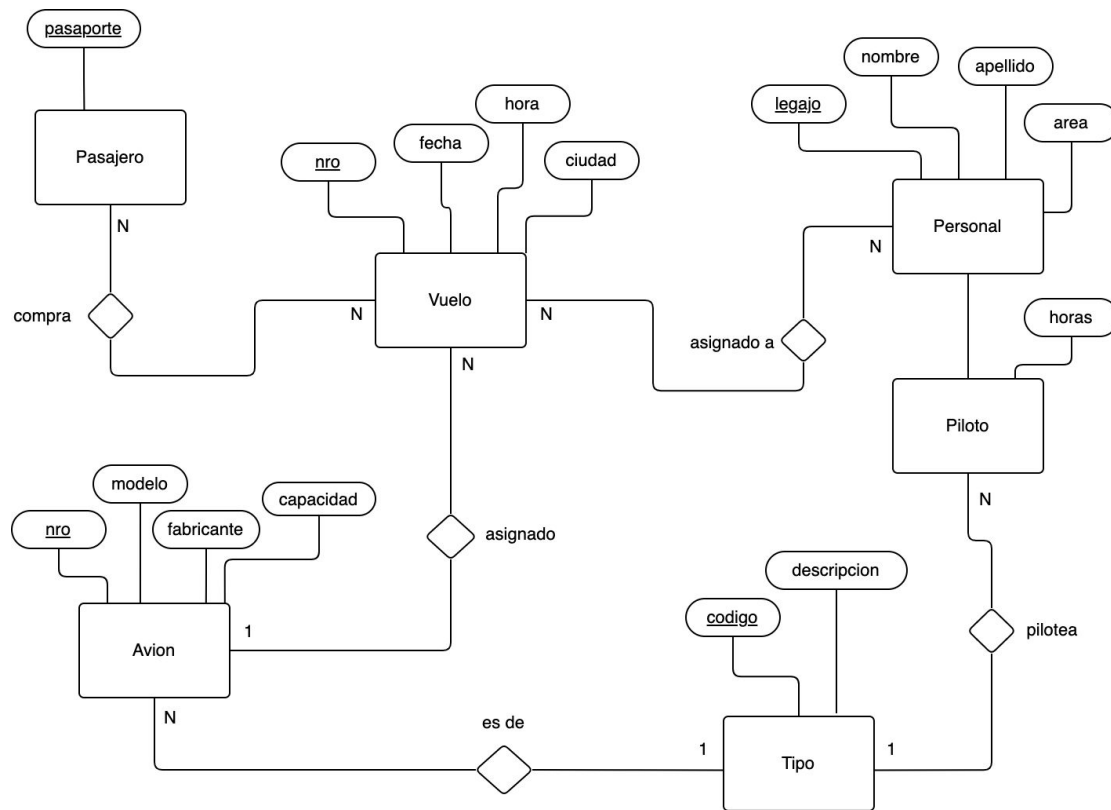 pasaporte
Pasajero
N
compra
nro
fecha
hora
ciudad
Vuelo
N
N
N
asignado a
legajo
nombre
apellido
area
Personal
N
horas
Piloto
N
pilotea
asignado
nro
modelo
fabricante
capacidad
Avion
1
N
es de
codigo
descripcion
Tipo
1
1